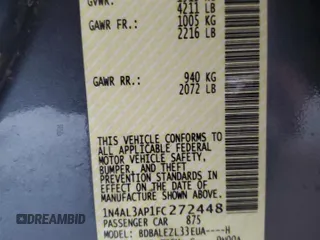 GVWR:
4211 LB
GAWR FR.: 1005 KG
2216 LB
GAWR RR.: 940 KG
2072 LB
THIS VEHICLE CONFORMS TO
ALL APPLICABLE FEDERAL
MOTOR VEHICLE SAFETY,
BUMPER, AND THEFT
PREVENTION STANDARDS IN
EFFECT ON THE DATE OF
MANUFACTURE SHOWN ABOVE.
1N4AL3AP1FC272448
PASSENGER CAR 875
MODEL: BDBALEZL33EUA----H